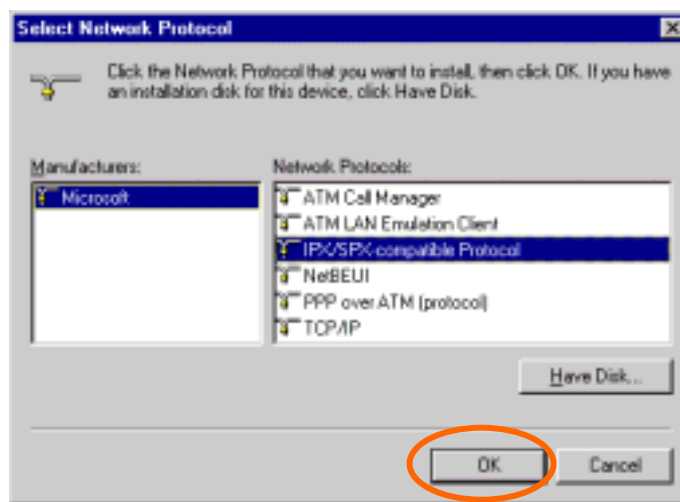 Select Network Protocol
Click the Network Protocol that you want to install, then click OK. If you have
an installation disk for this device, click Have Disk.
Manufacturers:
Microsoft
Network Protocols:
ATM Call Manager
ATM LAN Emulation Client
IPX/SPX-compatible Protocol
NetBEUI
PPP over ATM (protocol)
TCP/IP
Have Disk...
OK
Cancel